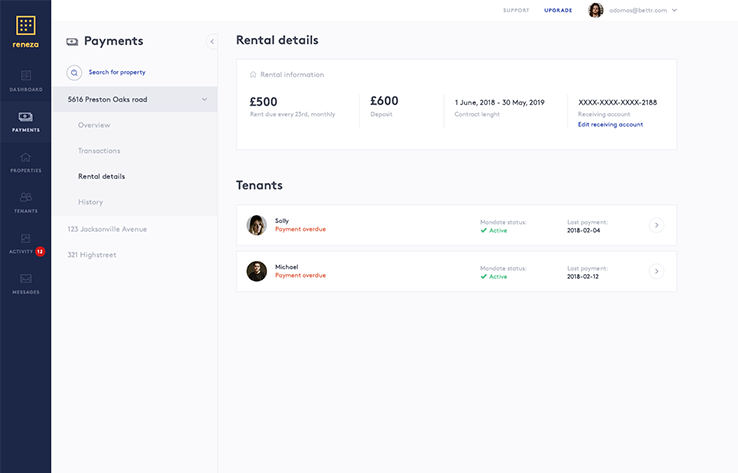 SUPPORT
UPGRADE
adamas@bettr.com
reneza
DASHBOARD
PAYMENTS
PROPERTIES
TENANTS
ACTIVITY 12
MESSAGES
Payments
Search for property
5616 Preston Oaks road
Overview
Transactions
Rental details
History
123 Jacksonville Avenue
321 Highstreet
Rental details
Rental information
£500
Rent due every 23rd, monthly
£600
Deposit
1 June, 2018 - 30 May, 2019
Contract lenght
XXXX-XXXX-XXXX-2188
Receiving account
Edit receiving account
Tenants
Sally
Payment overdue
Mandate status:
Active
Last payment:
2018-02-04
Michael
Payment overdue
Mandate status:
Active
Last payment:
2018-02-12